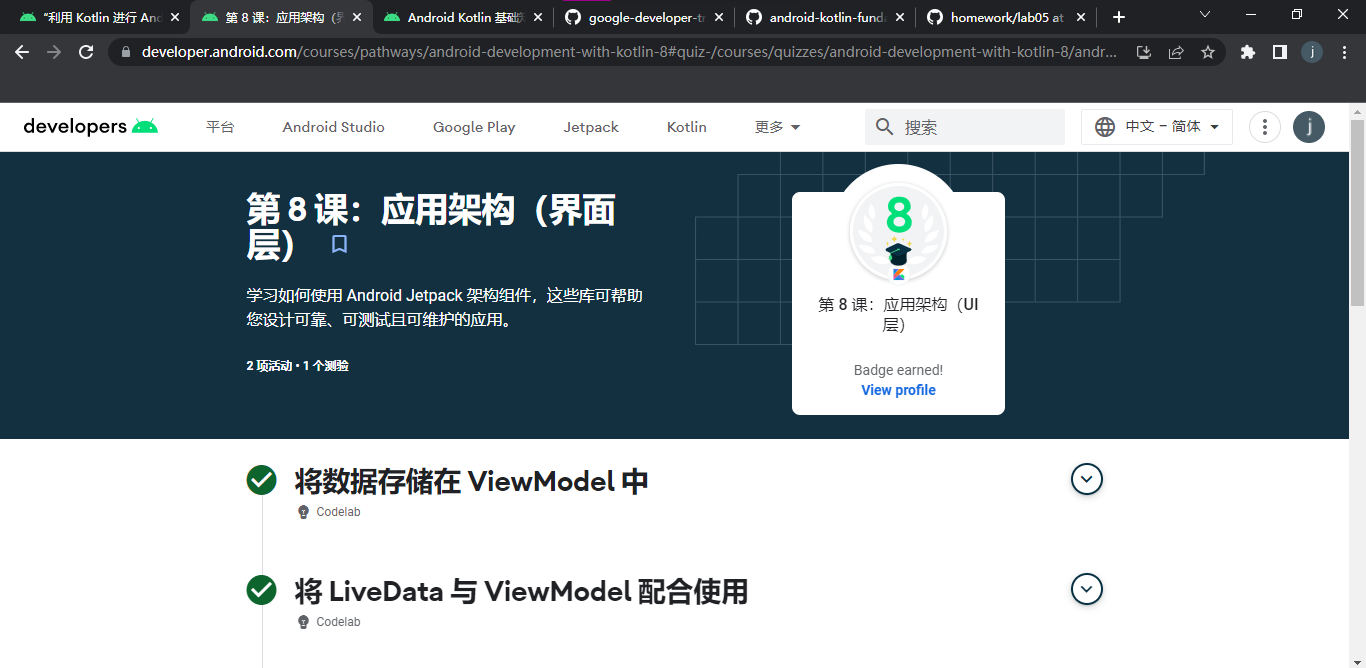 "利用 Kotlin 进行 And
第 8 课：应用架构（界
Android Kotlin 基础知
google-developer-tr
android-kotlin-funda
homework/lab05 at
developer.android.com/courses/pathways/android-development-with-kotlin-8#quiz-/courses/quizzes/android-development-with-kotlin-8/andr...
j
developers
平台
Android Studio
Google Play
Jetpack
Kotlin
更多
搜索
中文 – 简体
j
第 8 课：应用架构（界面
层）
学习如何使用 Android Jetpack 架构组件，这些库可帮助
您设计可靠、可测试且可维护的应用。
2 项活动 • 1 个测验
8
第 8 课：应用架构（UI
层）
Badge earned!
View profile
将数据存储在 ViewModel 中
Codelab
将 LiveData 与 ViewModel 配合使用
Codelab